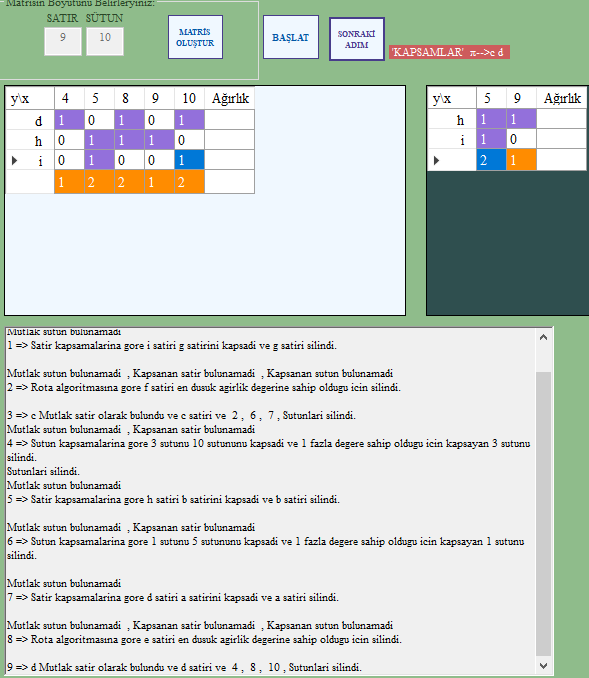 Matrisin Boyutunu Belirleyiniz:
SATIR SÜTUN
9 10
MATRİS OLUŞTUR
BAŞLAT
SONRAKİ ADIM
'KAPSAMLAR' π-->c d
y\x 4 5 8 9 10 Ağırlık
d 1 0 1 0 1
h 0 1 1 1 0
i 0 1 0 0 1
1 2 2 1 2
y\x 5 9 Ağırlık
h 1 1
i 1 0
2 1
Mutlak sutun bulunamadi
1 => Satir kapsamalarina gore i satiri g satirini kapsadi ve g satiri silindi.
Mutlak sutun bulunamadi , Kapsanan satir bulunamadi , Kapsanan sutun bulunamadi
2 => Rota algoritmasına gore f satiri en dusuk agirlik degerine sahip oldugu icin silindi.
3 => c Mutlak satir olarak bulundu ve c satiri ve 2 , 6 , 7 , Sutunlari silindi.
Mutlak sutun bulunamadi , Kapsanan satir bulunamadi
4 => Sutun kapsamalarina gore 3 sutunu 10 sutununu kapsadi ve 1 fazla degere sahip oldugu icin kapsayan 3 sutunu
silindi.
Sutunlari silindi.
Mutlak sutun bulunamadi
5 => Satir kapsamalarina gore h satiri b satirini kapsadi ve b satiri silindi.
Mutlak sutun bulunamadi , Kapsanan satir bulunamadi
6 => Sutun kapsamalarina gore 1 sutunu 5 sutununu kapsadi ve 1 fazla degere sahip oldugu icin kapsayan 1 sutunu
silindi.
Mutlak sutun bulunamadi
7 => Satir kapsamalarina gore d satiri a satirini kapsadi ve a satiri silindi.
Mutlak sutun bulunamadi , Kapsanan satir bulunamadi , Kapsanan sutun bulunamadi
8 => Rota algoritmasına gore e satiri en dusuk agirlik degerine sahip oldugu icin silindi.
9 => d Mutlak satir olarak bulundu ve d satiri ve 4 , 8 , 10 , Sutunlari silindi.